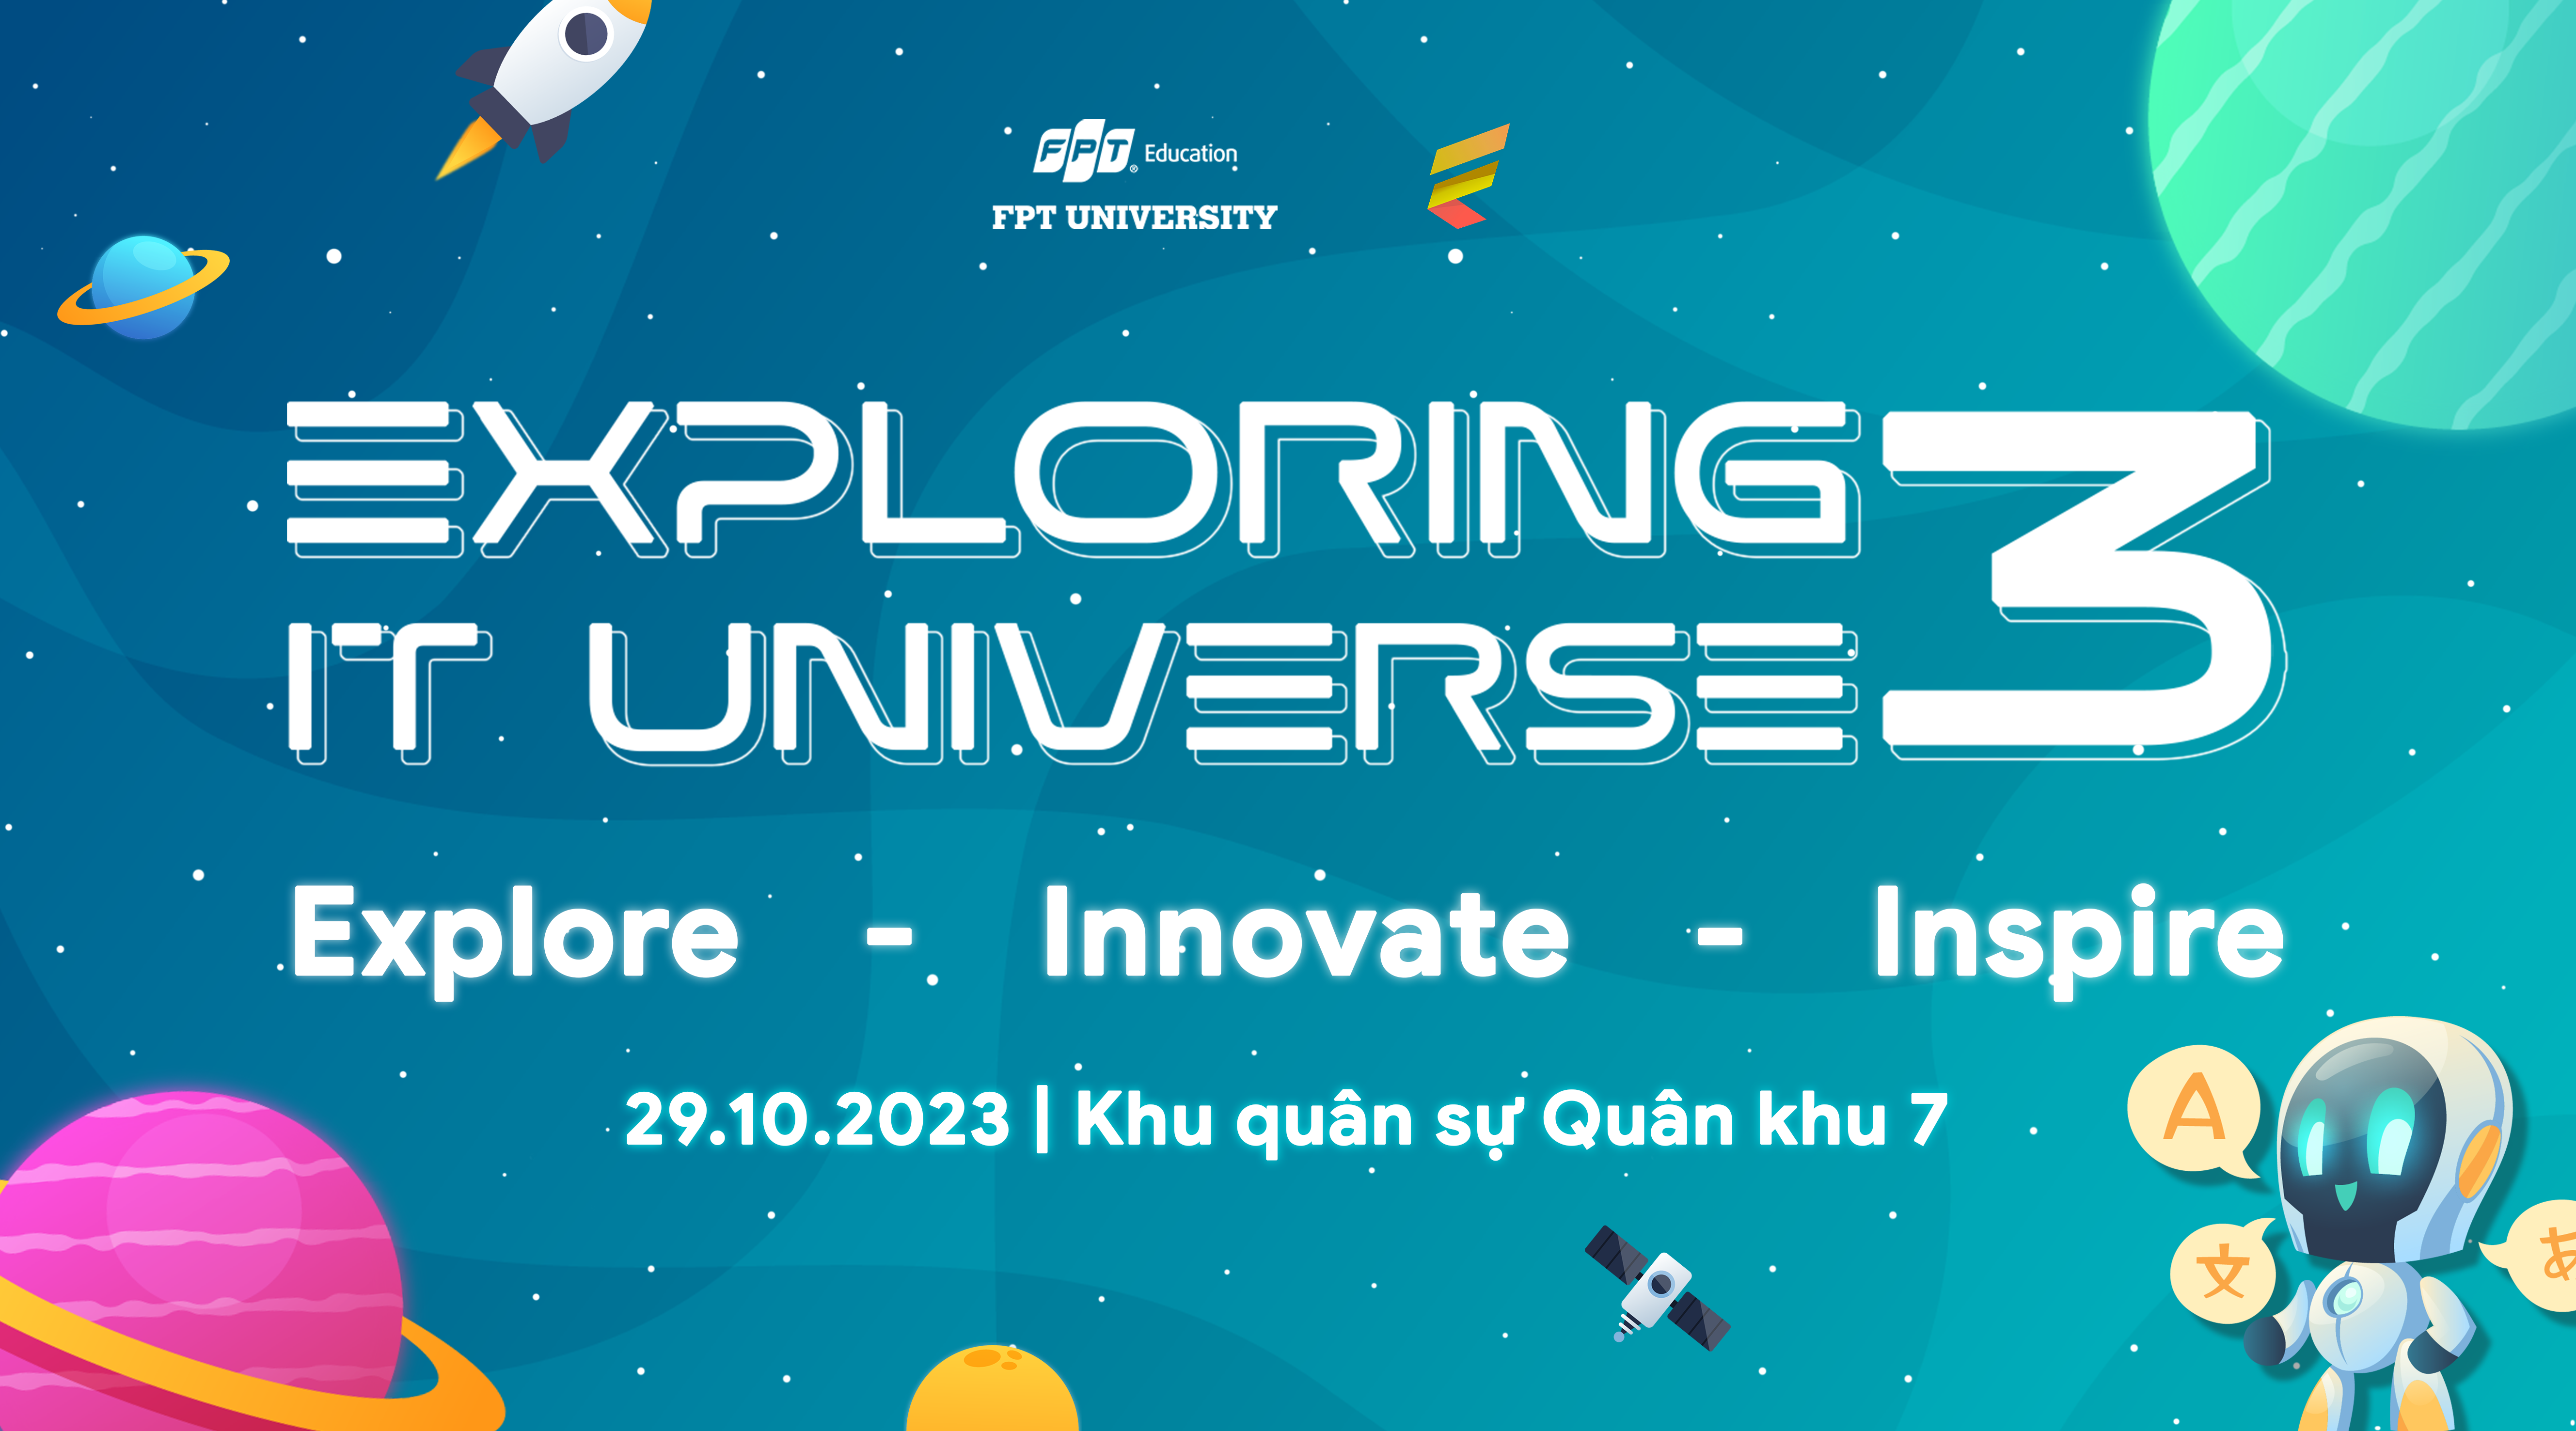 FPT Education
FPT UNIVERSITY
EXPLORING
IT UNIVERSE
3
Explore - Innovate - Inspire
29.10.2023 | Khu quân sự Quân khu 7
A
文
あ